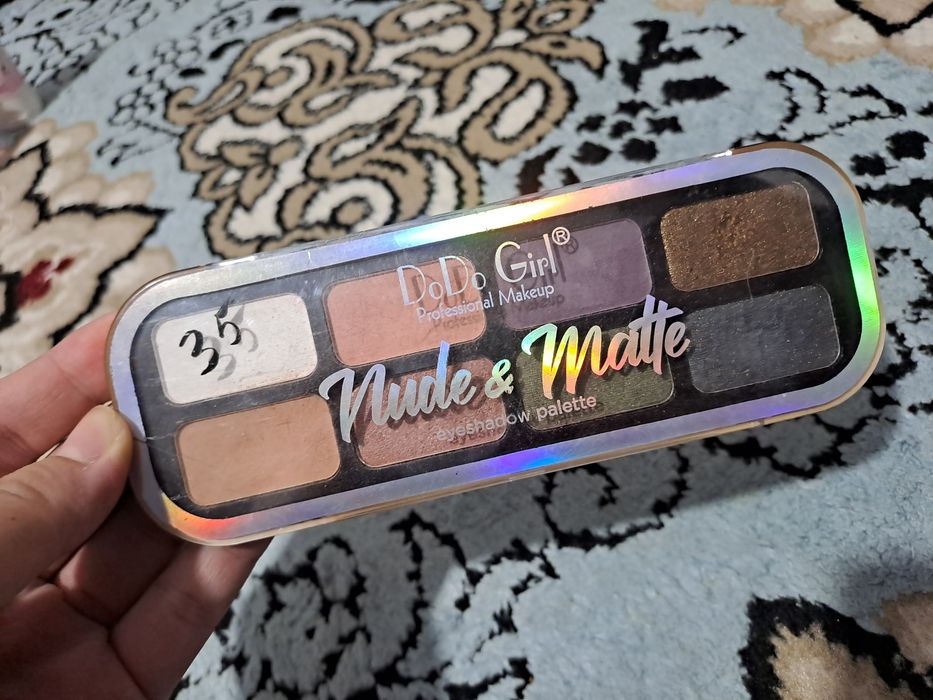 35
DoDo Girl®
Professional Makeup
Nude & Matte
eyeshadow palette